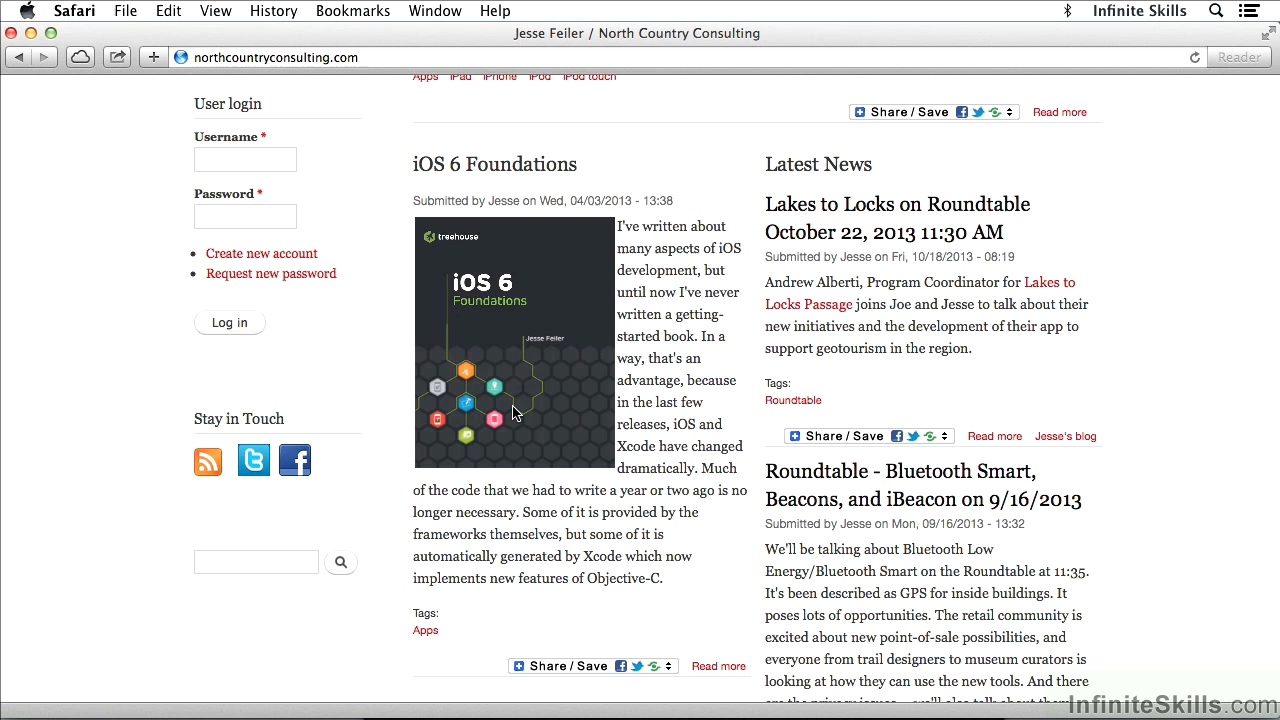 Safari File Edit View History Bookmarks Window Help Infinite Skills
Jesse Feiler / North Country Consulting
northcountryconsulting.com Reader
User login
Username *
Password *
Create new account
Request new password
Log in
Stay in Touch
Apps iPad iPhone iPod iPod touch
Share / Save Read more
iOS 6 Foundations
Submitted by Jesse on Wed, 04/03/2013 - 13:38
treehouse
iOS 6
Foundations
Jesse Feiler
I've written about
many aspects of iOS
development, but
until now I've never
written a getting-
started book. In a
way, that's an
advantage, because
in the last few
releases, iOS and
Xcode have changed
dramatically. Much
of the code that we had to write a year or two ago is no
longer necessary. Some of it is provided by the
frameworks themselves, but some of it is
automatically generated by Xcode which now
implements new features of Objective-C.
Tags:
Apps
Share / Save Read more
Latest News
Lakes to Locks on Roundtable
October 22, 2013 11:30 AM
Submitted by Jesse on Fri, 10/18/2013 - 08:19
Andrew Alberti, Program Coordinator for Lakes to
Locks Passage joins Joe and Jesse to talk about their
new initiatives and the development of their app to
support geotourism in the region.
Tags:
Roundtable
Share / Save Read more Jesse's blog
Roundtable - Bluetooth Smart,
Beacons, and iBeacon on 9/16/2013
Submitted by Jesse on Mon, 09/16/2013 - 13:32
We'll be talking about Bluetooth Low
Energy/Bluetooth Smart on the Roundtable at 11:35.
It's been described as GPS for inside buildings. It
poses lots of opportunities. The retail community is
excited about new point-of-sale possibilities, and
everyone from trail designers to museum curators is
looking at how they can use the new tools. And there
InfiniteSkills.com